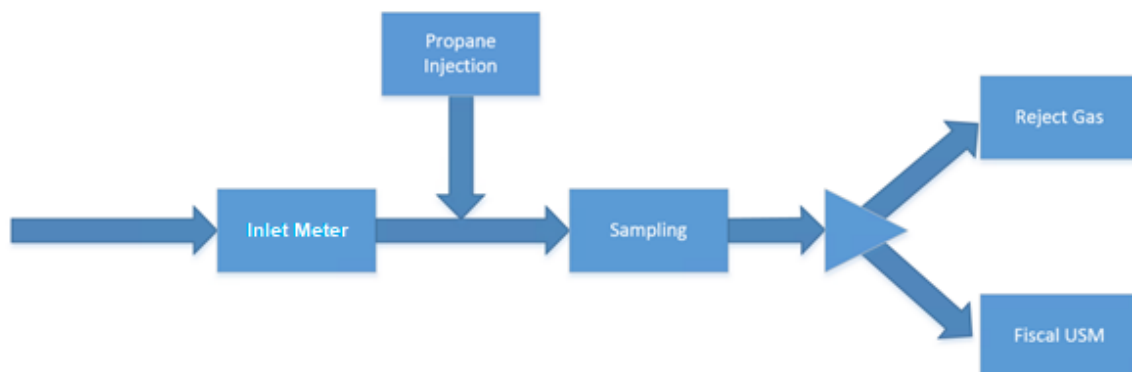 Propane
Injection
Reject Gas
Inlet Meter
Sampling
Fiscal USM